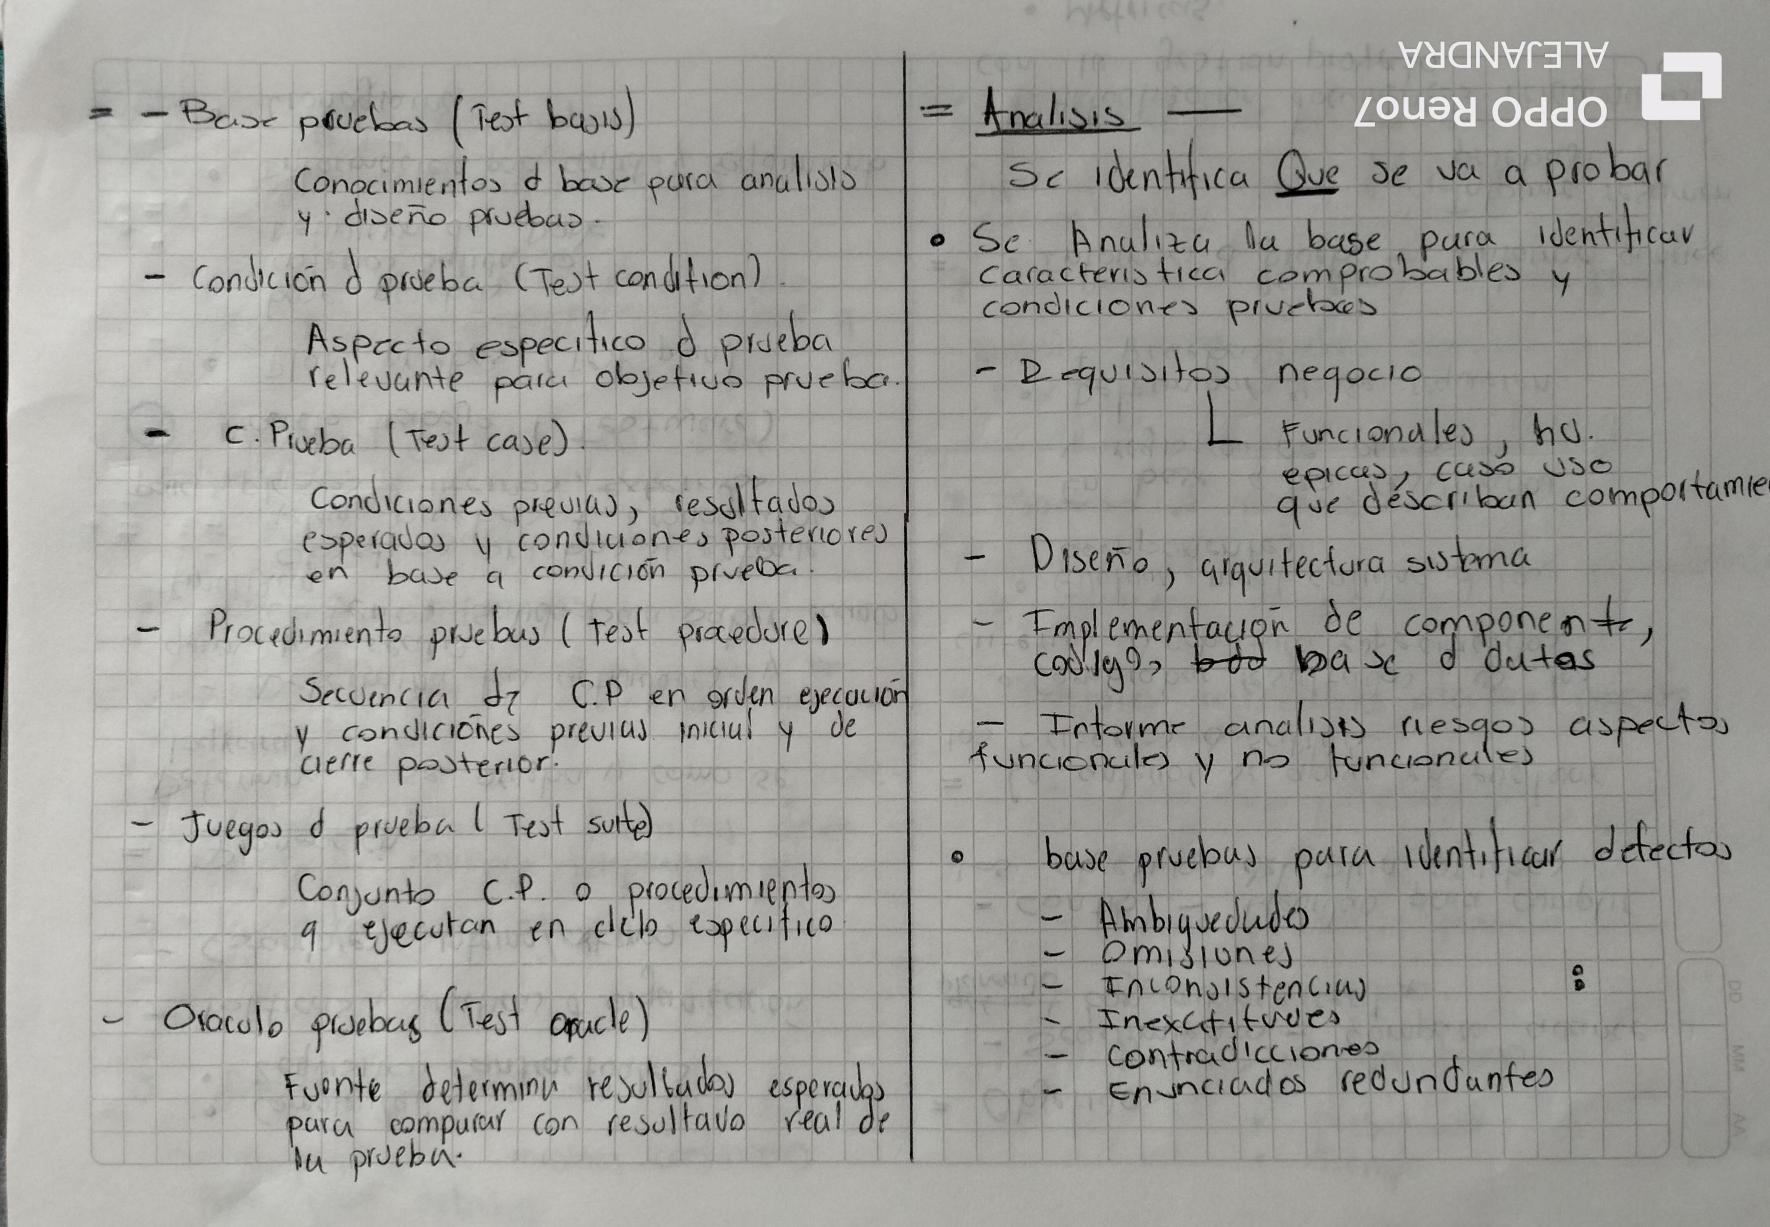 = - Base pruebas (Test basis)
Conocimientos d base para analisis
y diseño pruebas.
- Condición d prueba (Test condition).
Aspecto especifico d prueba
relevante para objetivo prueba.
- C. Prueba (Test case).
Condiciones previas, resultados
esperados y condiciones posteriores
en base a condición prueba.
- Procedimiento pruebas (Test procedure)
Secuencia de C.P en orden ejecución
y condiciones previas inicial y de
cierre posterior.
- Juegos d prueba (Test suite)
Conjunto C.P. o procedimientos
q ejecutan en ciclo especifico
- Oraculo pruebas (Test oracle)
Fuente determina resultados esperados
para comparar con resultado real de
la prueba.
= Analisis —
Se identifica Que se va a probar
• Se Analiza la base para identificar
caracteristica comprobables y
condiciones pruebas
- Requisitos negocio
Funcionales, hu.
epicas, caso uso
que describan comportamie
- Diseño, arquitectura sistema
- Implementación de componente,
codigo, bdd base d datos
- Informe analisis riesgos aspectos
funcionales y no funcionales
• base pruebas para identificar defectos
- Ambiguedades
- Omisiones
- Inconsistencias
- Inexatitudes
- Contradicciones
- Enunciados redundantes
OPPO Reno7
ALEJANDRA